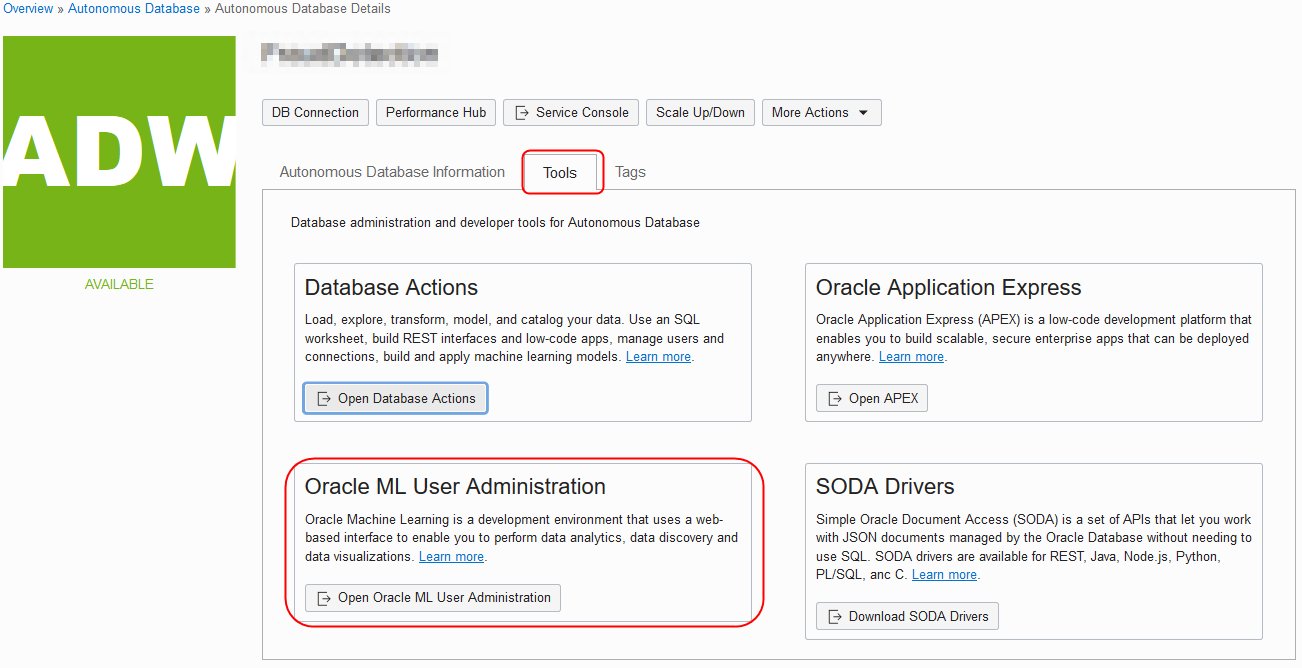 Overview » Autonomous Database » Autonomous Database Details
ADW
AVAILABLE
DB Connection
Performance Hub
Service Console
Scale Up/Down
More Actions
Autonomous Database Information
Tools
Tags
Database administration and developer tools for Autonomous Database
Database Actions
Load, explore, transform, model, and catalog your data. Use an SQL
worksheet, build REST interfaces and low-code apps, manage users and
connections, build and apply machine learning models. Learn more.
Open Database Actions
Oracle Application Express
Oracle Application Express (APEX) is a low-code development platform that
enables you to build scalable, secure enterprise apps that can be deployed
anywhere. Learn more.
Open APEX
Oracle ML User Administration
Oracle Machine Learning is a development environment that uses a web-
based interface to enable you to perform data analytics, data discovery and
data visualizations. Learn more.
Open Oracle ML User Administration
SODA Drivers
Simple Oracle Document Access (SODA) is a set of APIs that let you work
with JSON documents managed by the Oracle Database without needing to
use SQL. SODA drivers are available for REST, Java, Node.js, Python,
PL/SQL, anc C. Learn more.
Download SODA Drivers